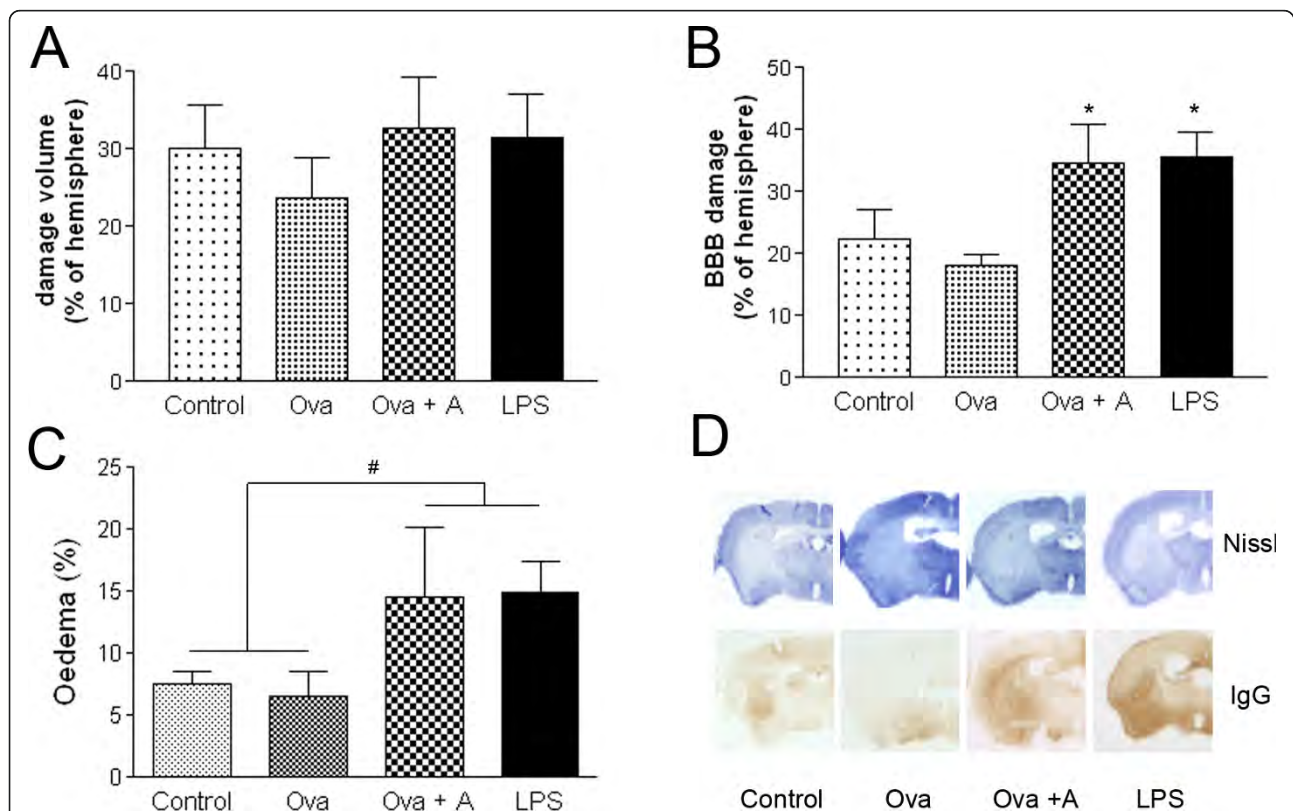 A
damage volume
(% of hemisphere)
40
30
20
10
0
Control Ova Ova + A LPS
B
BBB damage
(% of hemisphere)
50
40
30
20
10
0
* *
Control Ova Ova + A LPS
C
Oedema (%)
25
20
15
10
5
0
#
Control Ova Ova + A LPS
D
Nissl
IgG
Control Ova Ova +A LPS